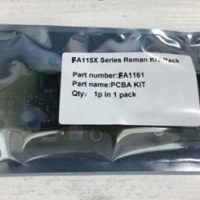 FA115X Series Reman Kit Pack
Part number:FA1161
Part name:PCBA KIT
Qty: 1p in 1 pack